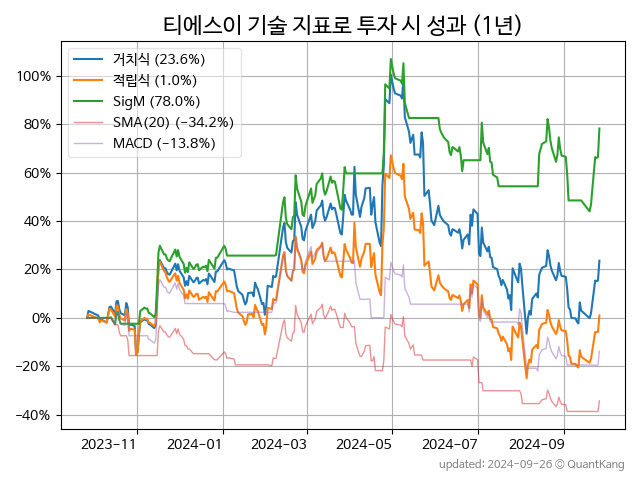 티에스이 기술 지표로 투자 시 성과 (1년)
거치식 (23.6%)
적립식 (1.0%)
SigM (78.0%)
SMA(20) (−34.2%)
MACD (−13.8%)
100%
80%
60%
40%
20%
0%
−20%
−40%
2023-11 2024-01 2024-03 2024-05 2024-07 2024-09
updated: 2024-09-26 © QuantKang